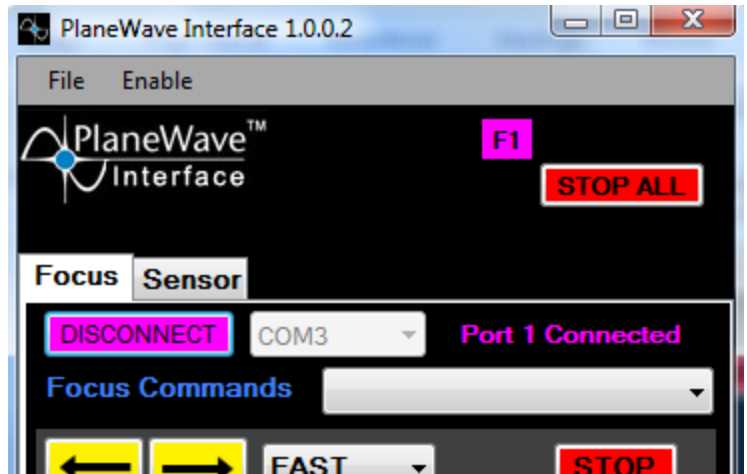 PlaneWave Interface 1.0.0.2
File Enable
PlaneWave™
Interface
F1
STOP ALL
Focus Sensor
DISCONNECT COM3 Port 1 Connected
Focus Commands
FAST STOP